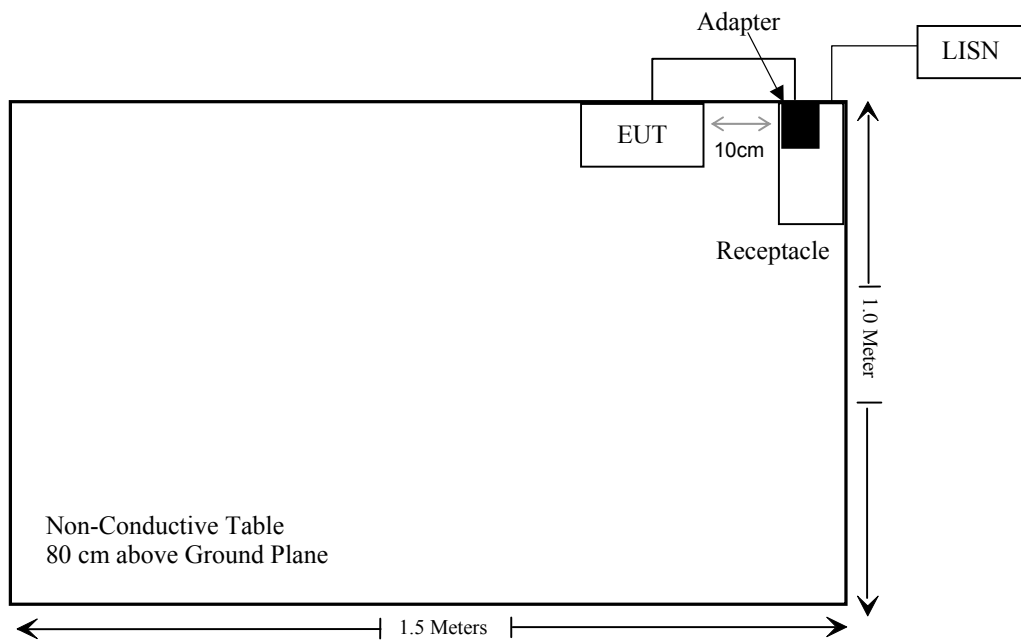 Adapter
LISN
EUT
10cm
Receptacle
1.0 Meter
Non-Conductive Table
80 cm above Ground Plane
1.5 Meters